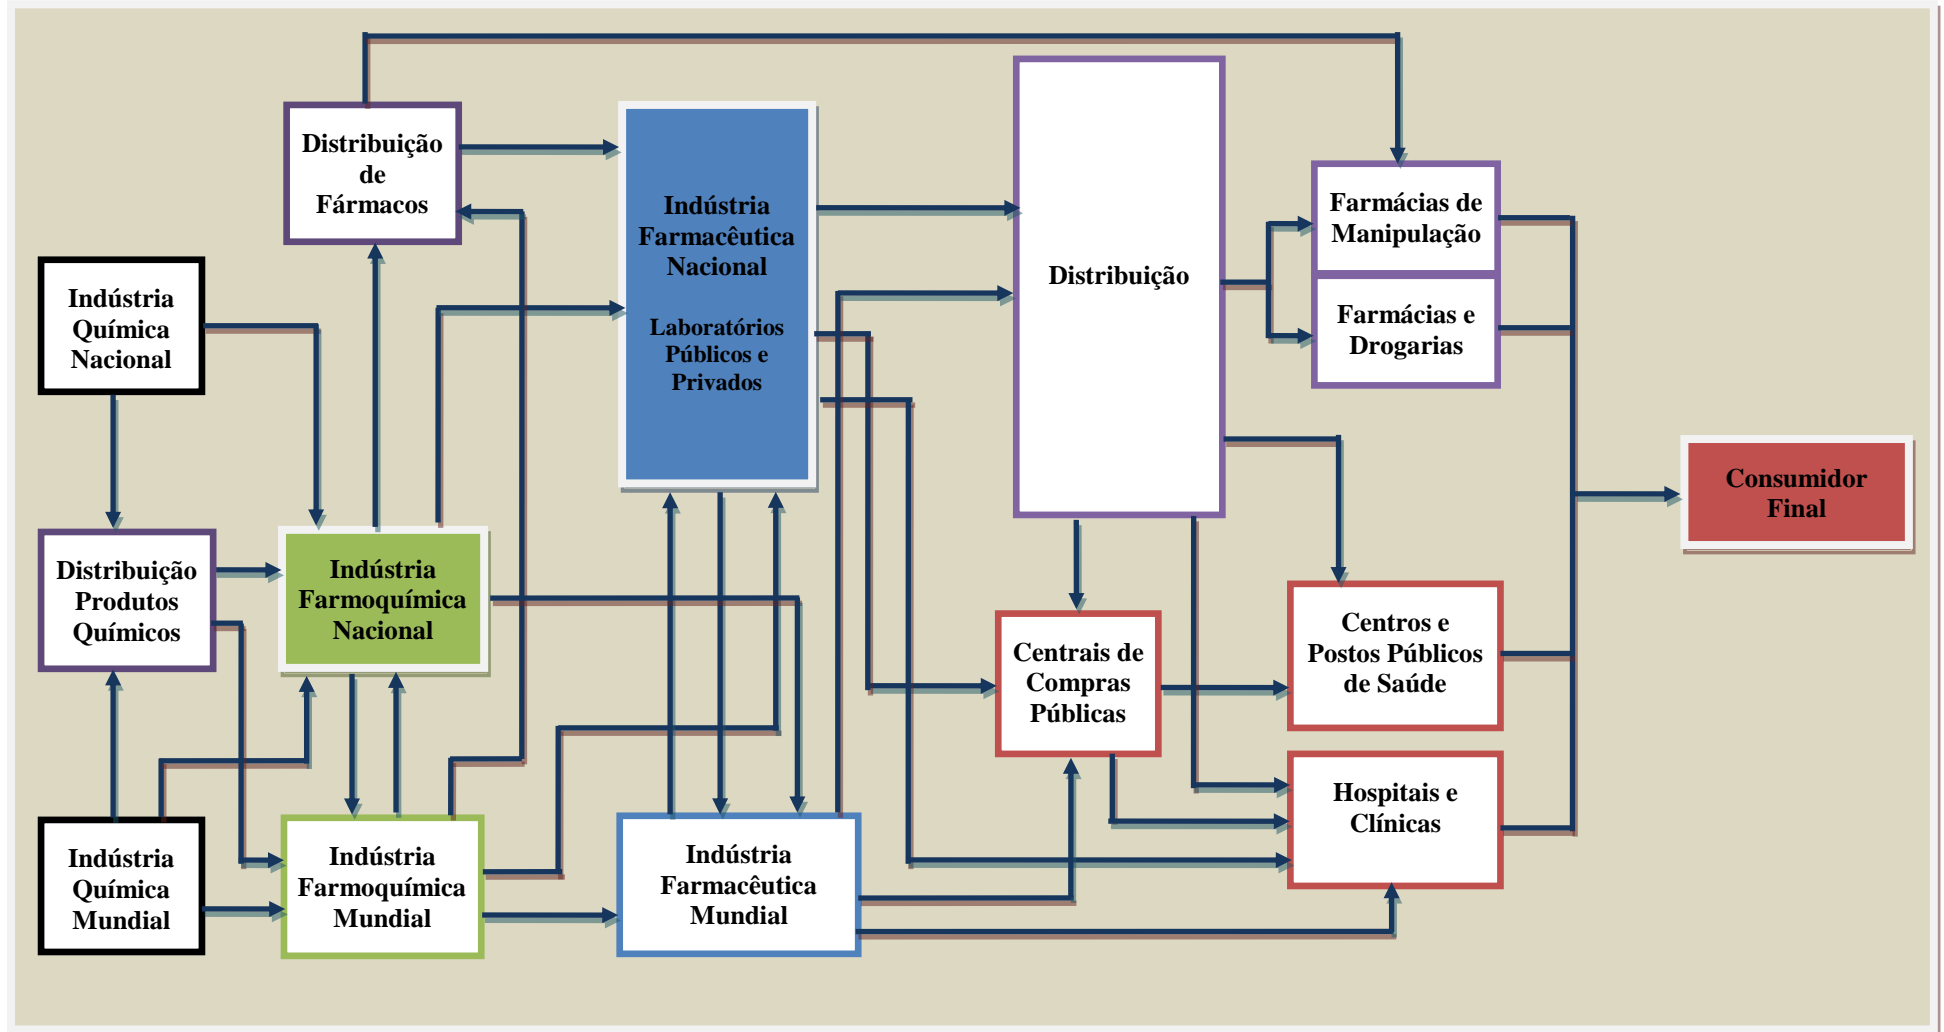 Distribuição
de
Fármacos
Indústria
Farmacêutica
Nacional
Laboratórios
Públicos e
Privados
Distribuição
Farmácias de
Manipulação
Farmácias e
Drogarias
Indústria
Química
Nacional
Consumidor
Final
Distribuição
Produtos
Químicos
Indústria
Farmoquímica
Nacional
Centrais de
Compras
Públicas
Centros e
Postos Públicos
de Saúde
Hospitais e
Clínicas
Indústria
Química
Mundial
Indústria
Farmoquímica
Mundial
Indústria
Farmacêutica
Mundial